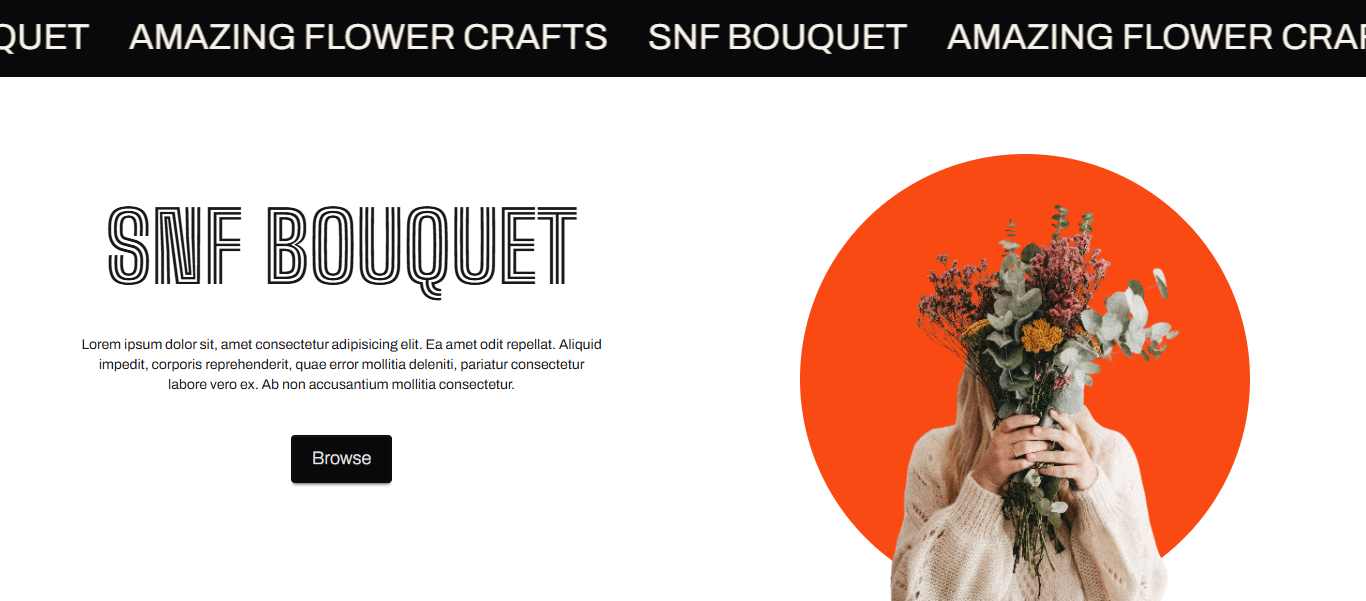 QUET AMAZING FLOWER CRAFTS SNF BOUQUET AMAZING FLOWER CRAF
SNF BOUQUET
Lorem ipsum dolor sit, amet consectetur adipisicing elit. Ea amet odit repellat. Aliquid
impedit, corporis reprehenderit, quae error mollitia deleniti, pariatur consectetur
labore vero ex. Ab non accusantium mollitia consectetur.
Browse